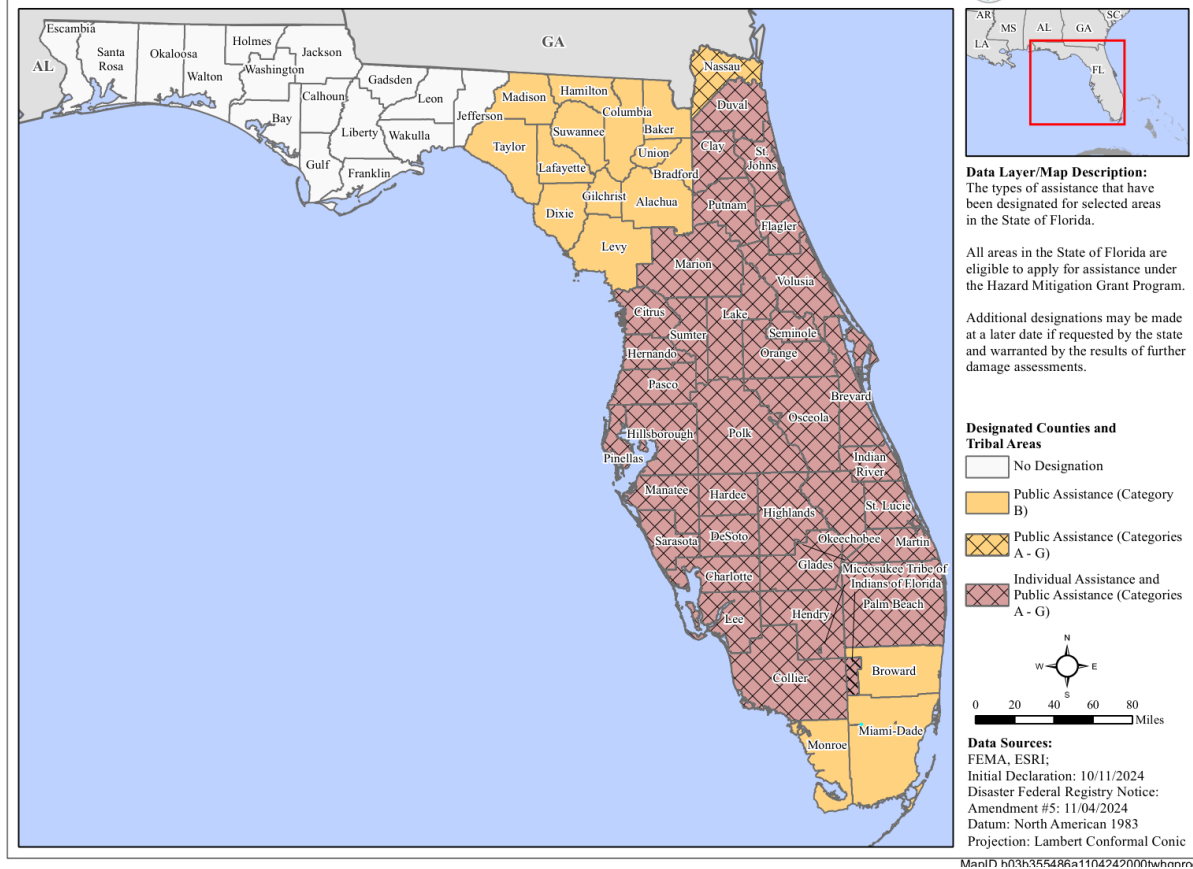 Escambia
Santa
Rosa
Okaloosa
Walton
Holmes
Washington
Jackson
Bay
Calhoun
Gulf
Liberty
Gadsden
Leon
Wakulla
Franklin
Jefferson
Madison
Taylor
Hamilton
Suwannee
Lafayette
Dixie
Columbia
Baker
Union
Bradford
Gilchrist
Alachua
Levy
Nassau
Duval
Clay
St.
Johns
Putnam
Flagler
Marion
Volusia
Citrus
Sumter
Lake
Seminole
Orange
Hernando
Pasco
Brevard
Osceola
Hillsborough
Polk
Pinellas
Indian
River
Manatee
Hardee
Highlands
St. Lucie
Okeechobee
Sarasota
DeSoto
Martin
Glades
Charlotte
Miccosukee Tribe of
Indians of Florida
Palm Beach
Lee
Hendry
Collier
Broward
Monroe
Miami-Dade
AL
GA
AR
MS
AL
GA
SC
LA
FL
Data Layer/Map Description:
The types of assistance that have
been designated for selected areas
in the State of Florida.
All areas in the State of Florida are
eligible to apply for assistance under
the Hazard Mitigation Grant Program.
Additional designations may be made
at a later date if requested by the state
and warranted by the results of further
damage assessments.
Designated Counties and
Tribal Areas
No Designation
Public Assistance (Category
B)
Public Assistance (Categories
A - G)
Individual Assistance and
Public Assistance (Categories
A - G)
N
W
E
S
0 20 40 60 80
Miles
Data Sources:
FEMA, ESRI;
Initial Declaration: 10/11/2024
Disaster Federal Registry Notice:
Amendment #5: 11/04/2024
Datum: North American 1983
Projection: Lambert Conformal Conic